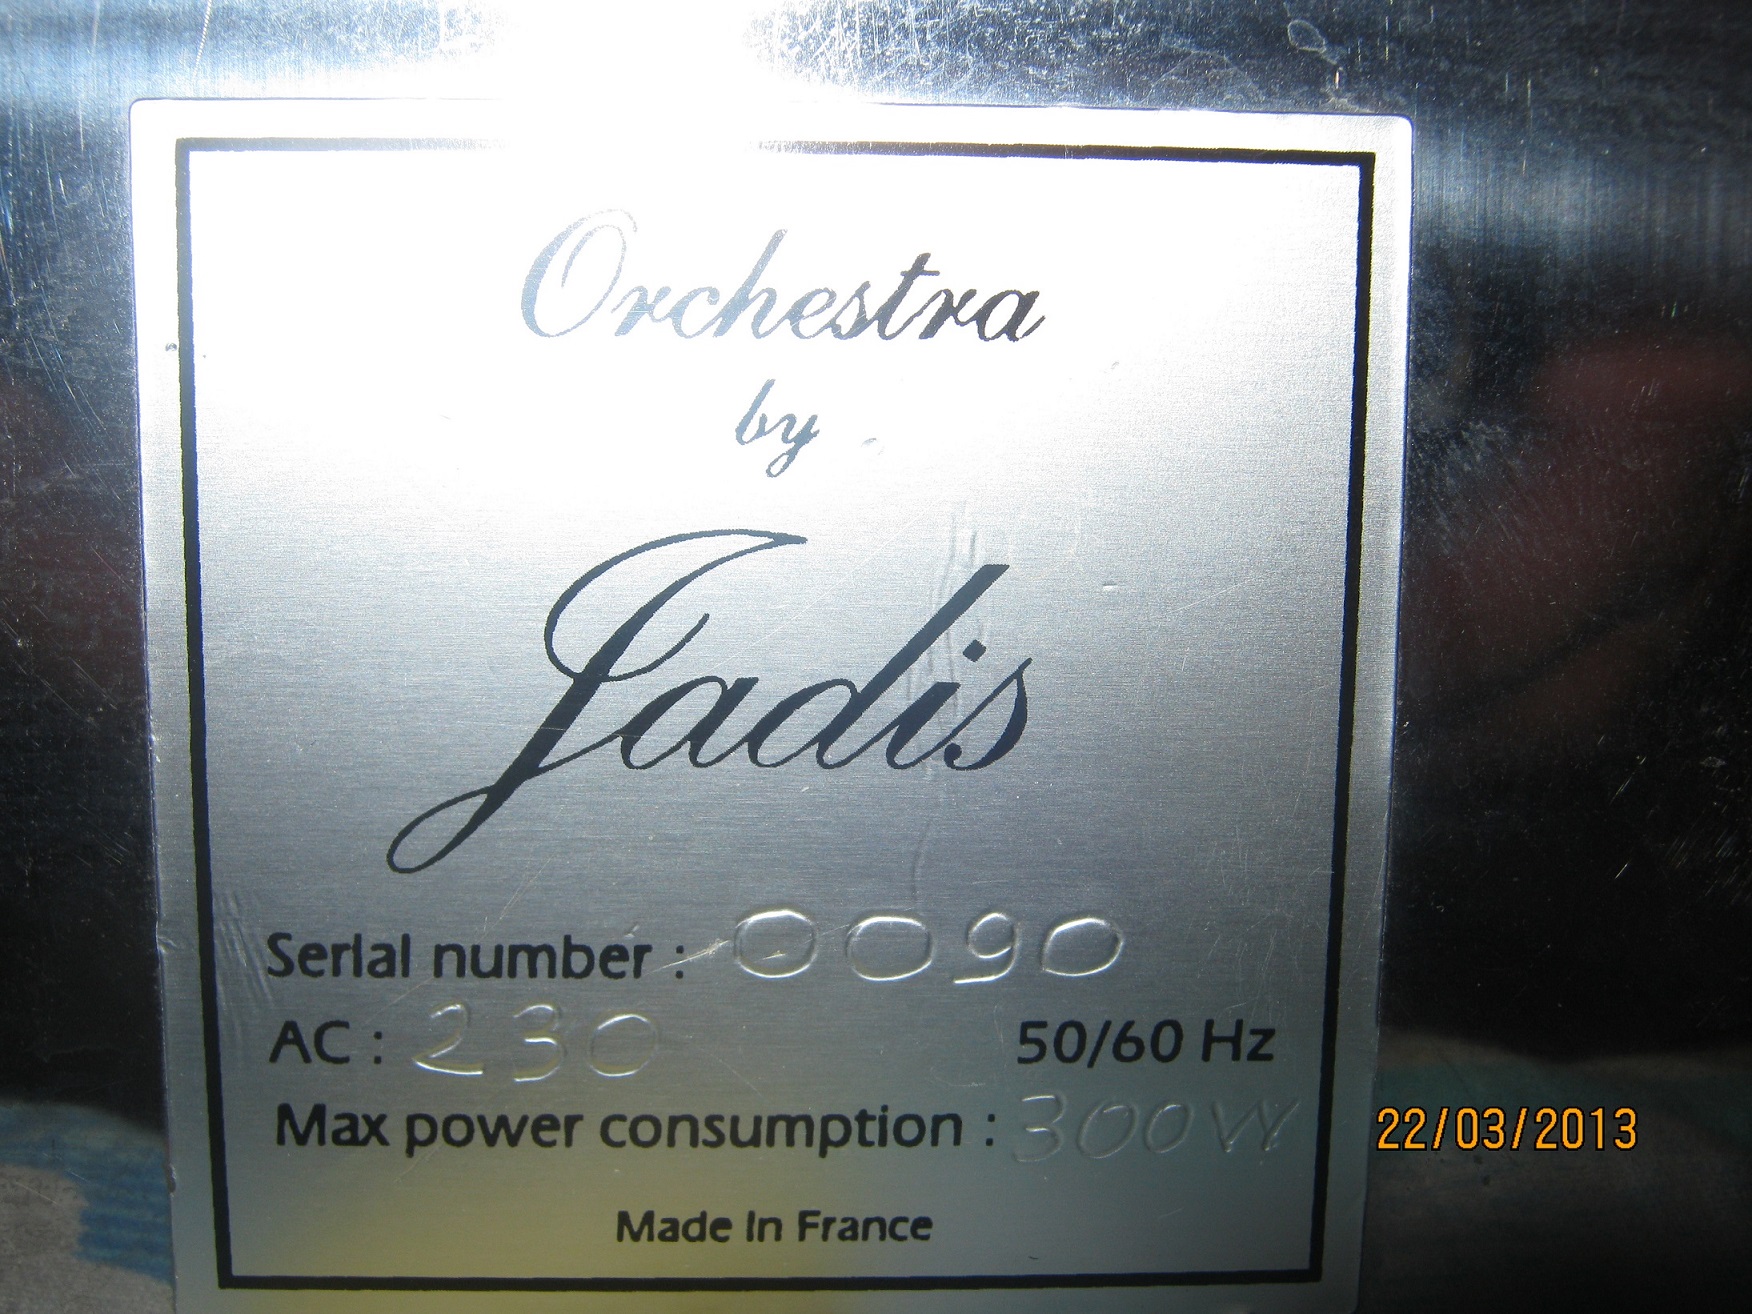 Orchestra
by
Jadis
Serial number : 0090
AC : 230 50/60 Hz
Max power consumption : 300W
22/03/2013
Made In France